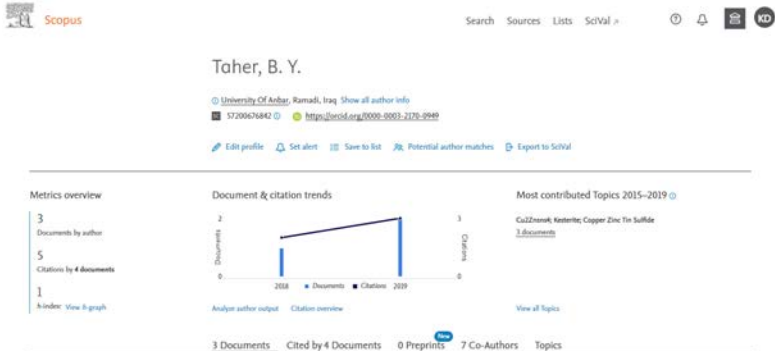 Scopus
Search Sources Lists SciVal
KD
Taher, B. Y.
University Of Anbar, Ramadi, Iraq Show all author info
57200676842 https://orcid.org/0000-0003-2170-0949
Edit profile Set alert Save to list Potential author matches Export to SciVal
Metrics overview
3
Documents by author
5
Citations by 4 documents
1
h-index: View h-graph
Document & citation trends
2
3
Documents
Citations
0
0
2018 Documents Citations 2019
Analyze author output Citation overview
Most contributed Topics 2015–2019
Cu2Znsns4; Kesterite; Copper Zinc Tin Sulfide
3 documents
View all Topics
New
3 Documents Cited by 4 Documents 0 Preprints 7 Co-Authors Topics